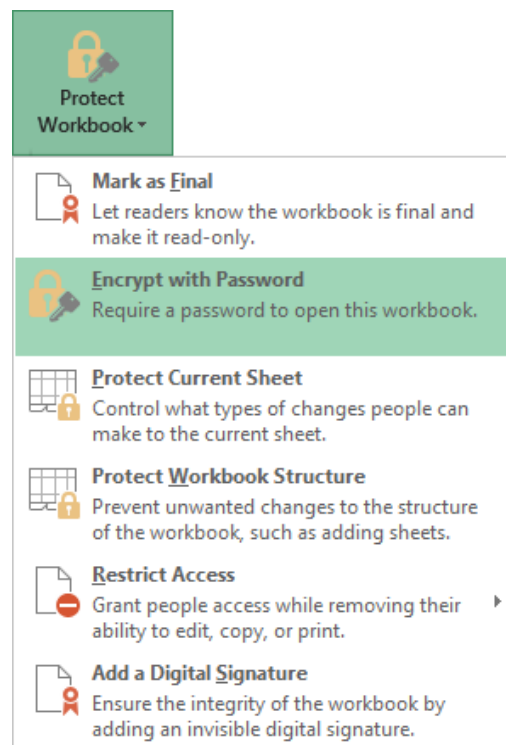 Protect
Workbook
Mark as Final
Let readers know the workbook is final and
make it read-only.
Encrypt with Password
Require a password to open this workbook.
Protect Current Sheet
Control what types of changes people can
make to the current sheet.
Protect Workbook Structure
Prevent unwanted changes to the structure
of the workbook, such as adding sheets.
Restrict Access
Grant people access while removing their
ability to edit, copy, or print.
Add a Digital Signature
Ensure the integrity of the workbook by
adding an invisible digital signature.